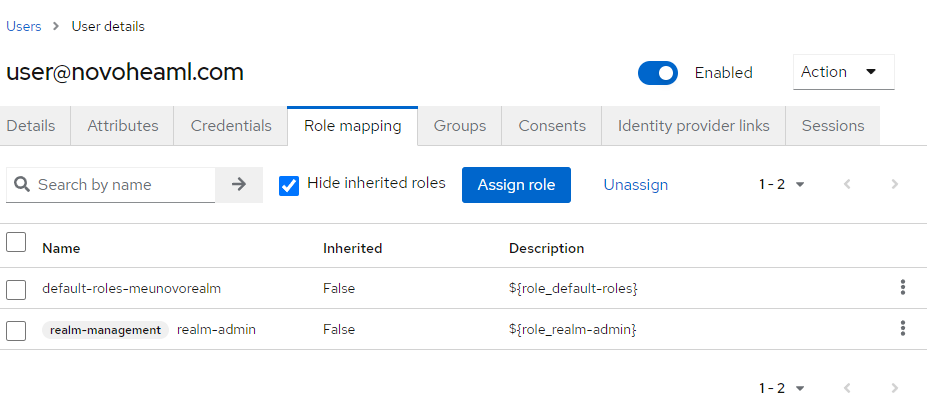 Users > User details
user@novoheaml.com
Enabled
Action
Details Attributes Credentials Role mapping Groups Consents Identity provider links Sessions
Search by name
Hide inherited roles
Assign role
Unassign
1 - 2
Name Inherited Description
default-roles-meunovorealm False ${role_default-roles}
realm-management realm-admin False ${role_realm-admin}
1 - 2